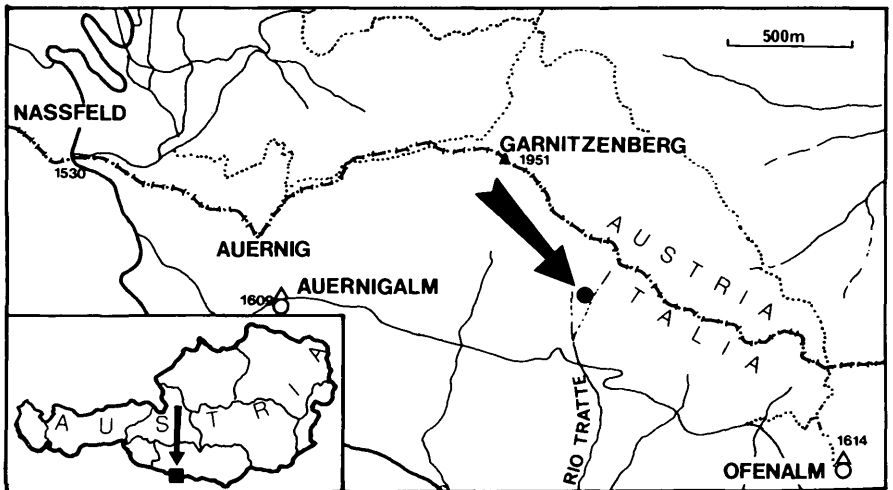 500m
NASSFELD
GARNITZENBERG
1951
1530
AUSTRIA
ITALIA
AUERNIG
AUERNIGALM
1609
AUSTRIA
RIO TRATTE
1614
OFENALM